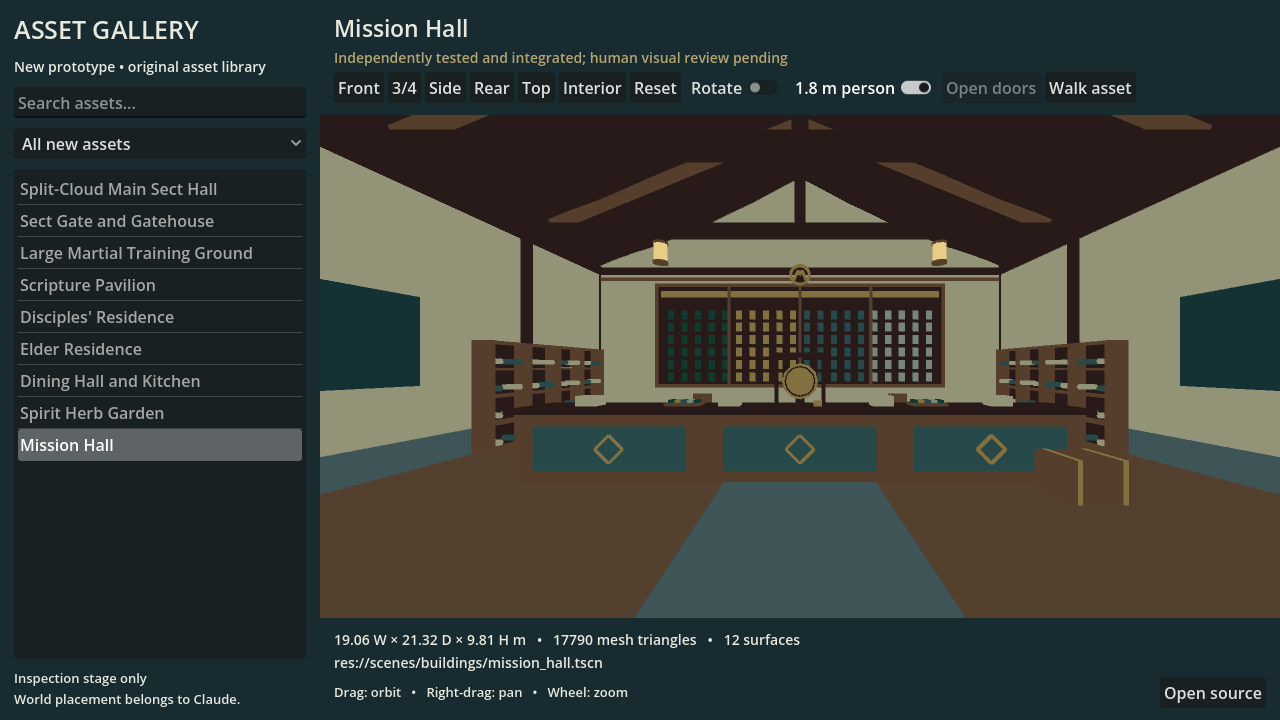 ASSET GALLERY
New prototype • original asset library
Search assets...
All new assets
Split-Cloud Main Sect Hall
Sect Gate and Gatehouse
Large Martial Training Ground
Scripture Pavilion
Disciples' Residence
Elder Residence
Dining Hall and Kitchen
Spirit Herb Garden
Mission Hall
Inspection stage only
World placement belongs to Claude.
Mission Hall
Independently tested and integrated; human visual review pending
Front 3/4 Side Rear Top Interior Reset Rotate 1.8 m person Open doors Walk asset
19.06 W × 21.32 D × 9.81 H m • 17790 mesh triangles • 12 surfaces
res://scenes/buildings/mission_hall.tscn
Drag: orbit • Right-drag: pan • Wheel: zoom
Open source